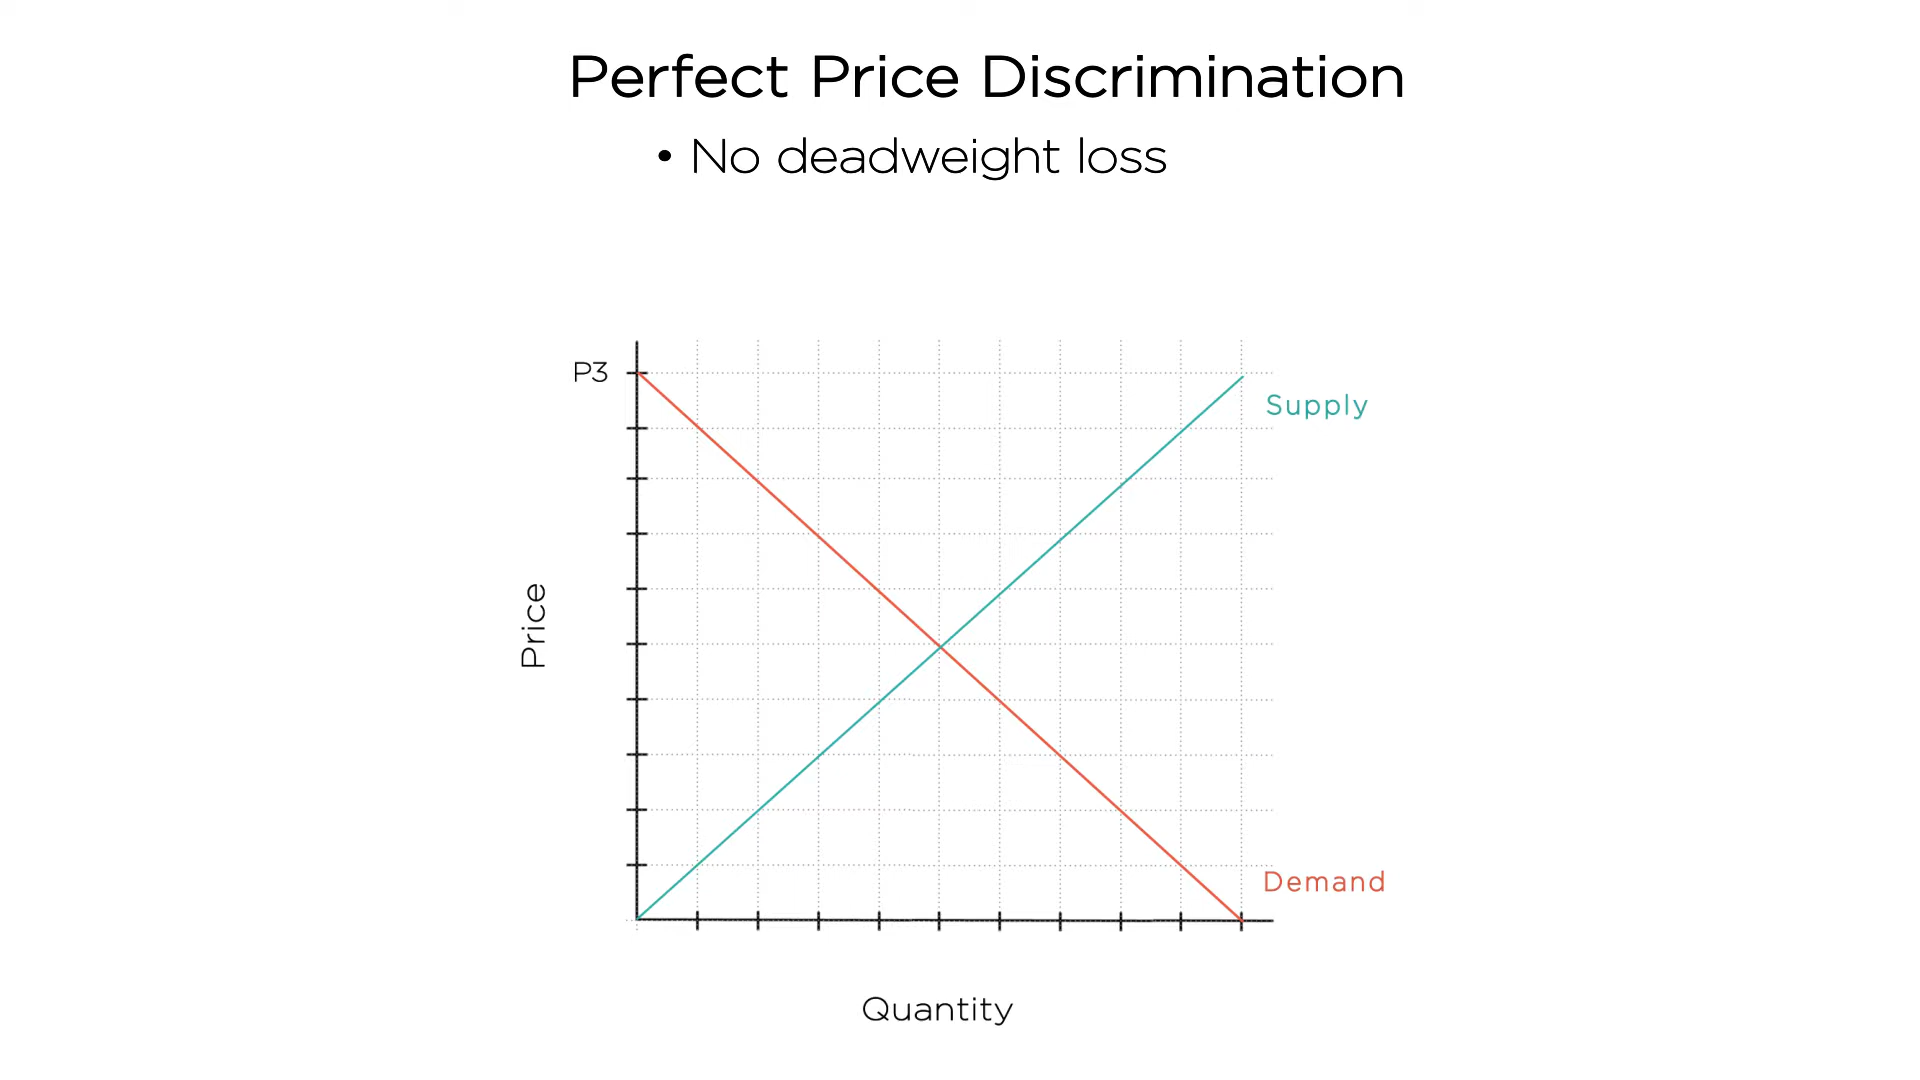 Perfect Price Discrimination
• No deadweight loss
P3
Supply
Price
Demand
Quantity